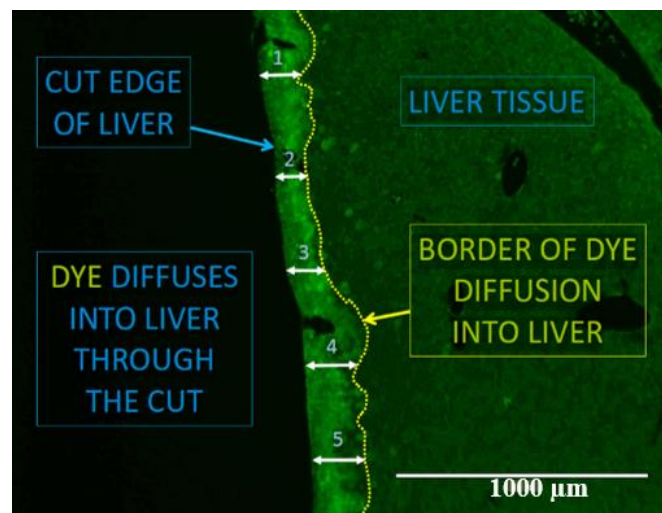 CUT EDGE
OF LIVER
LIVER TISSUE
1
2
3
4
5
DYE DIFFUSES
INTO LIVER
THROUGH
THE CUT
BORDER OF DYE
DIFFUSION
INTO LIVER
1000 µm